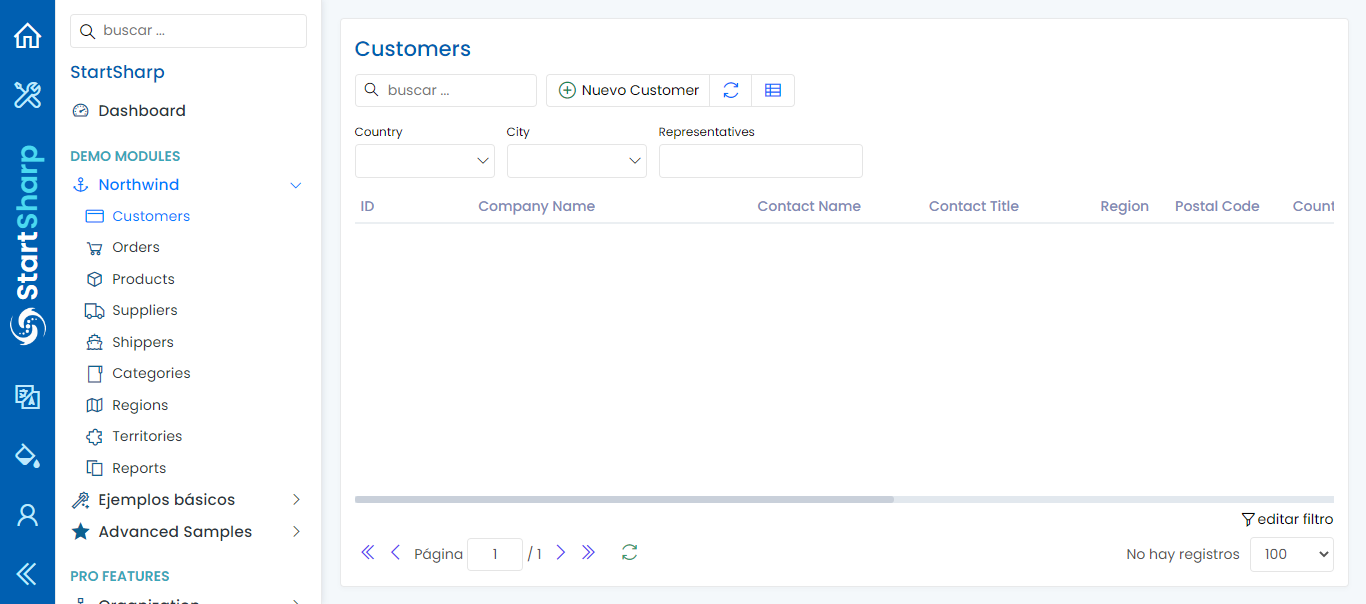 StartSharp
buscar ...
StartSharp
Dashboard
DEMO MODULES
Northwind
Customers
Orders
Products
Suppliers
Shippers
Categories
Regions
Territories
Reports
Ejemplos básicos
Advanced Samples
PRO FEATURES
Organization
Customers
buscar ...
Nuevo Customer
Country City Representatives
ID Company Name Contact Name Contact Title Region Postal Code Count
editar filtro
Página 1 / 1 No hay registros 100